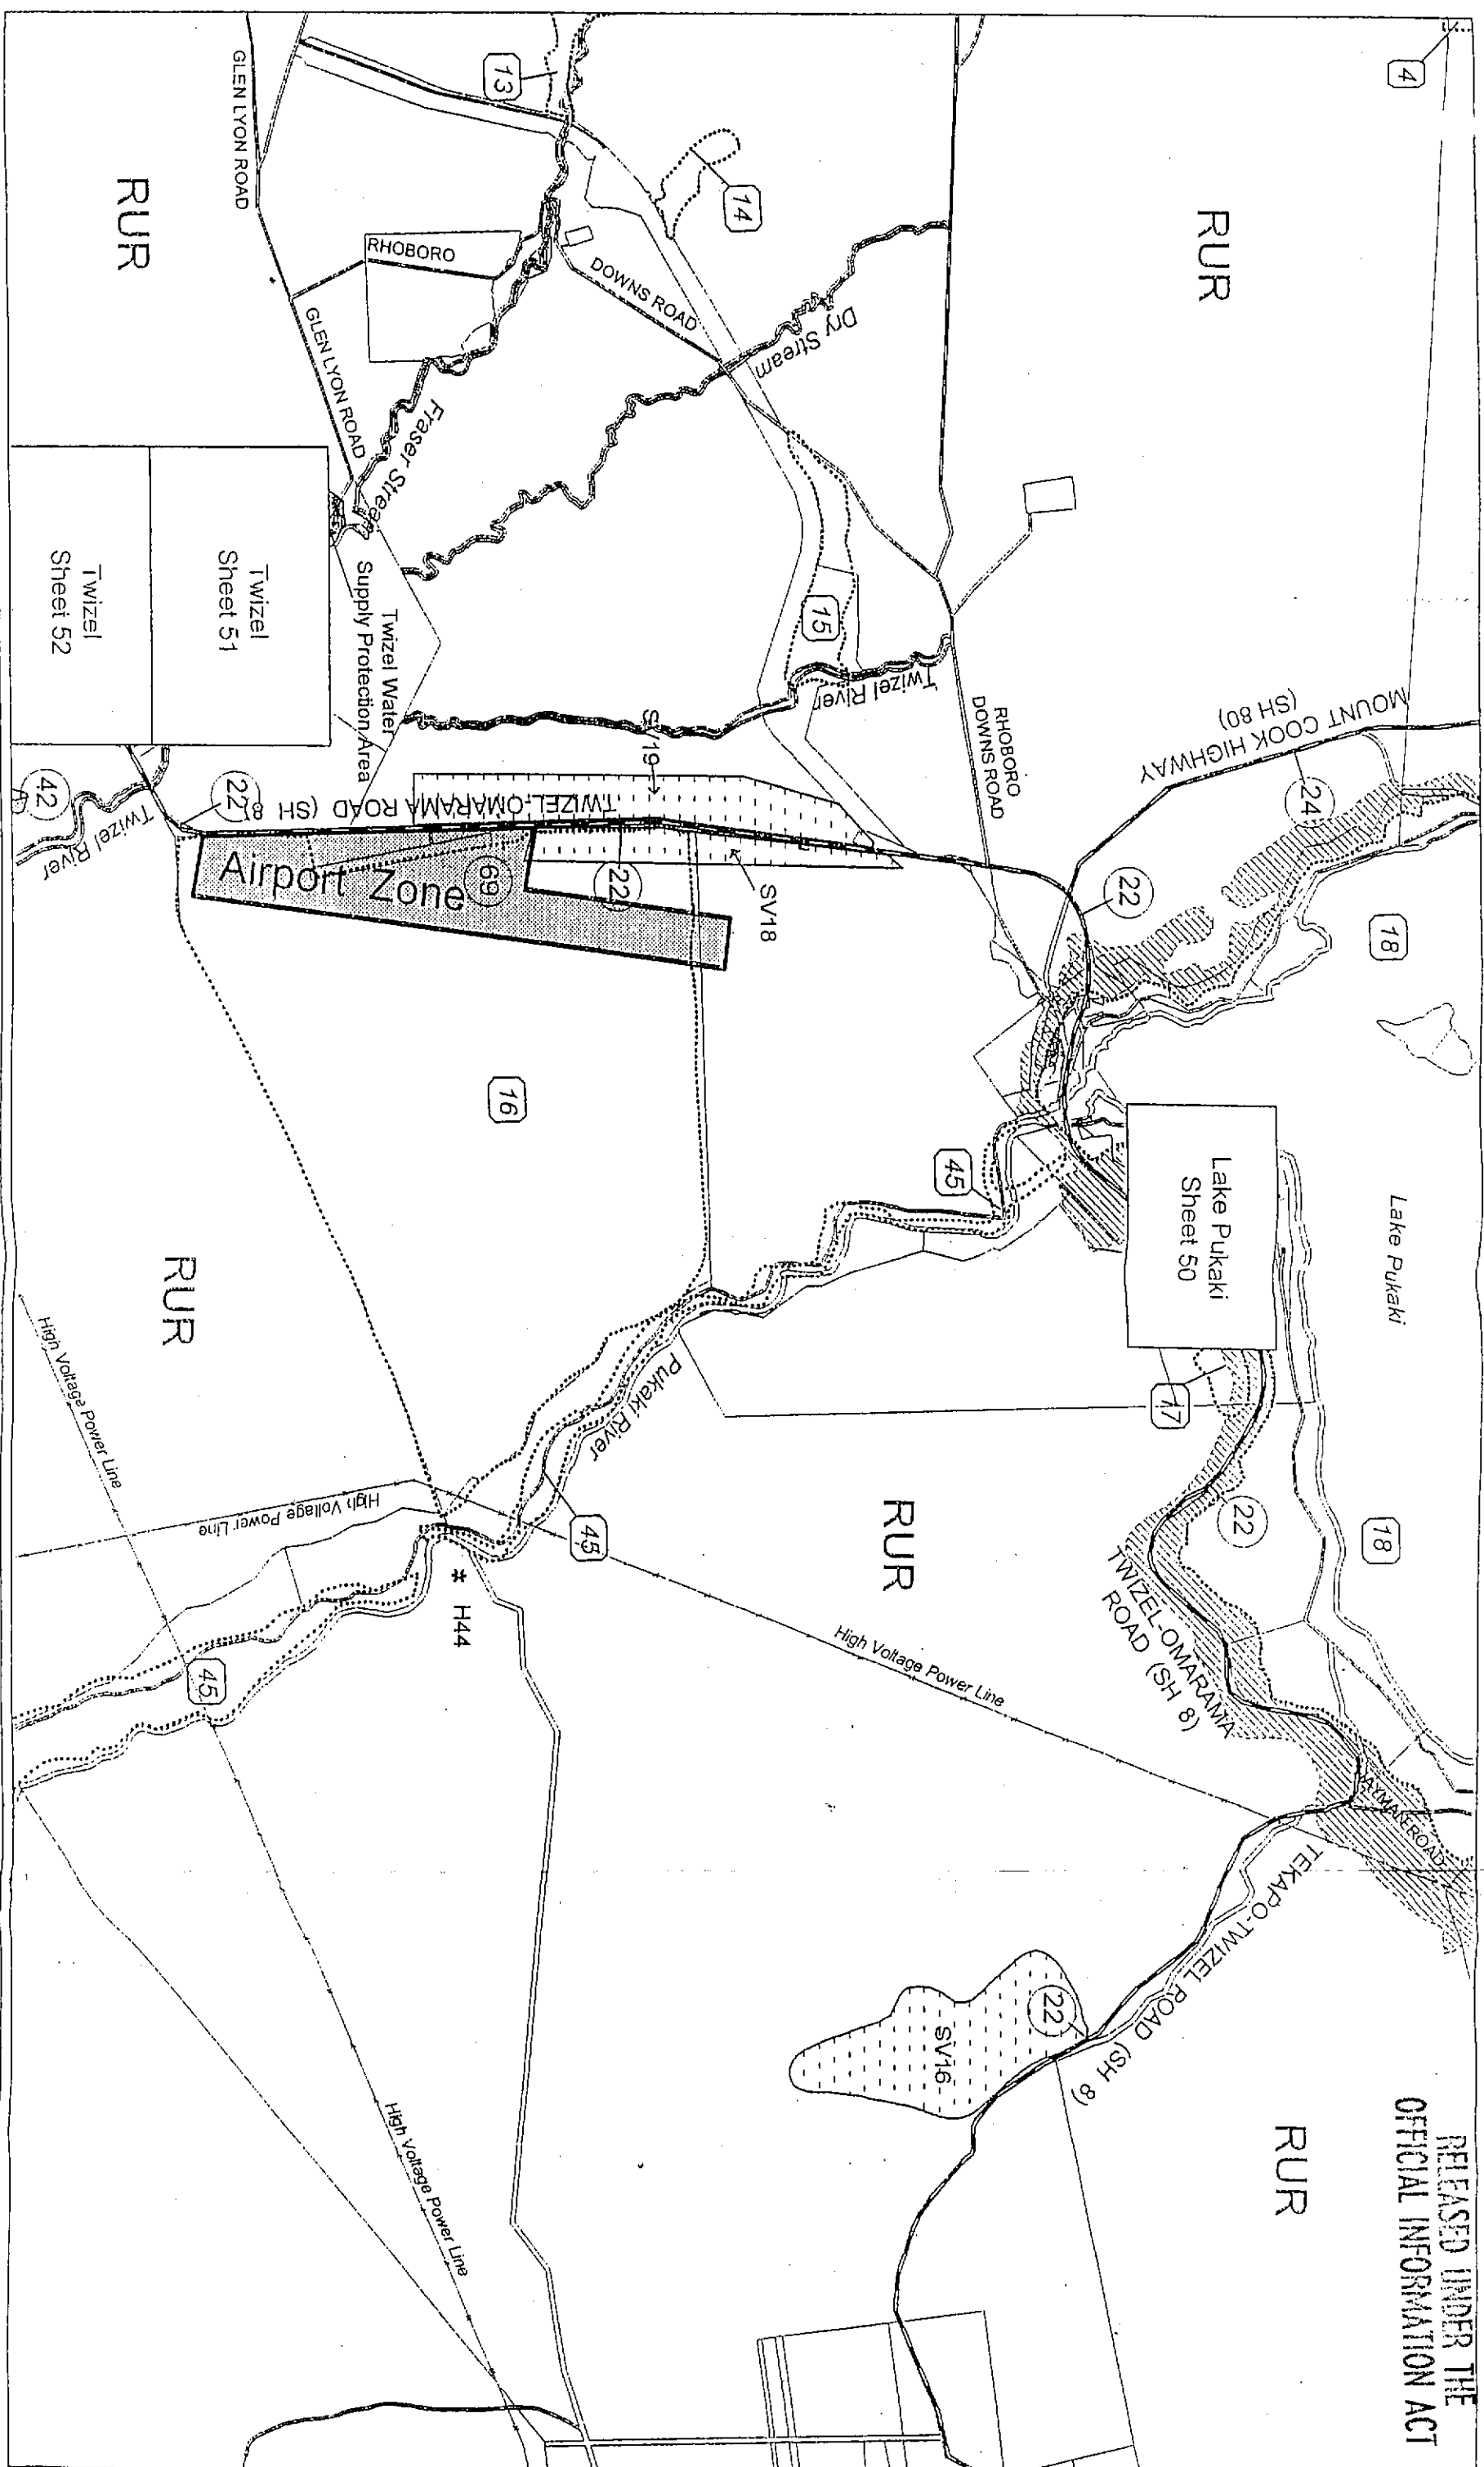 RELEASED UNDER THE
OFFICIAL INFORMATION ACT
4
RUR
MOUNT COOK HIGHWAY
(SH 80)
24
18
Lake Pukaki
18
Lake Pukaki
Sheet 50
17
22
TWIZEL-OMARAMA
ROAD (SH 8)
TEKAPO-TWIZEL ROAD (SH 8)
RUR
22
SV16
RHOBORO
DOWNS ROAD
22
45
RUR
High Voltage Power Line
13
14
DOWNS ROAD
Dry Stream
15
Twizel River
SV18
22
69
Airport Zone
TWIZEL-OMARAMA ROAD (SH 8)
22
16
Pukaki River
45
H44
High Voltage Power Line
RHOBORO
GLEN LYON ROAD
GLEN LYON ROAD
RUR
Fraser Stream
Twizel Water
Supply Protection Area
Twizel
Sheet 51
Twizel
Sheet 52
42
Twizel River
RUR
High Voltage Power Line
45
High Voltage Power Line